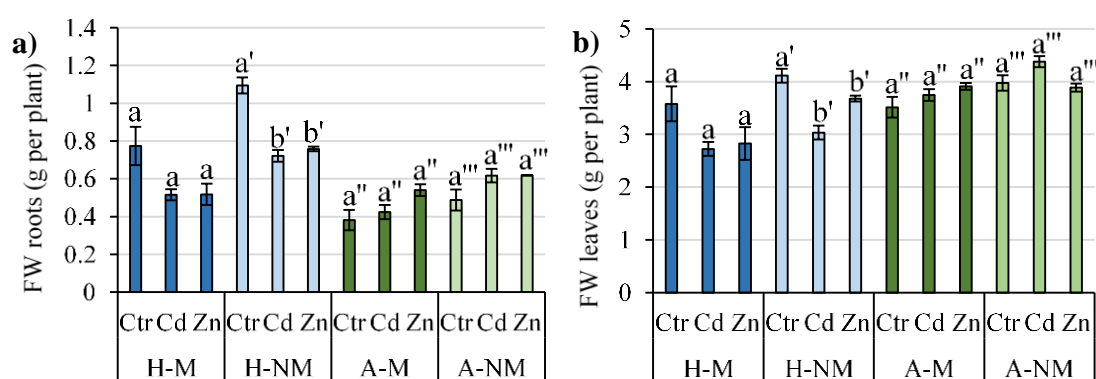 a)
FW roots (g per plant)
1.4
1.2
1
0.8
0.6
0.4
0.2
0
a
a
a
a'
b'
b'
a''
a''
a''
a'''
a'''
a'''
Ctr Cd Zn Ctr Cd Zn Ctr Cd Zn Ctr Cd Zn
H-M H-NM A-M A-NM
b)
FW leaves (g per plant)
5
4
3
2
1
0
a
a
a
a'
b'
b'
a''
a''
a''
a'''
a'''
a'''
Ctr Cd Zn Ctr Cd Zn Ctr Cd Zn Ctr Cd Zn
H-M H-NM A-M A-NM